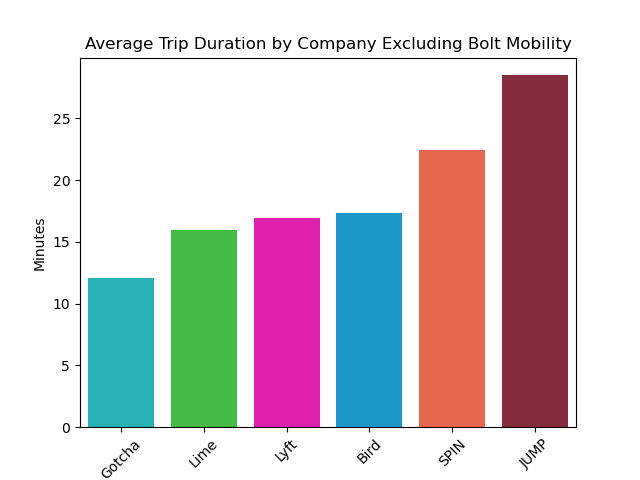 Average Trip Duration by Company Excluding Bolt Mobility
Minutes
25
20
15
10
5
0
Gotcha
Lime
Lyft
Bird
SPIN
JUMP